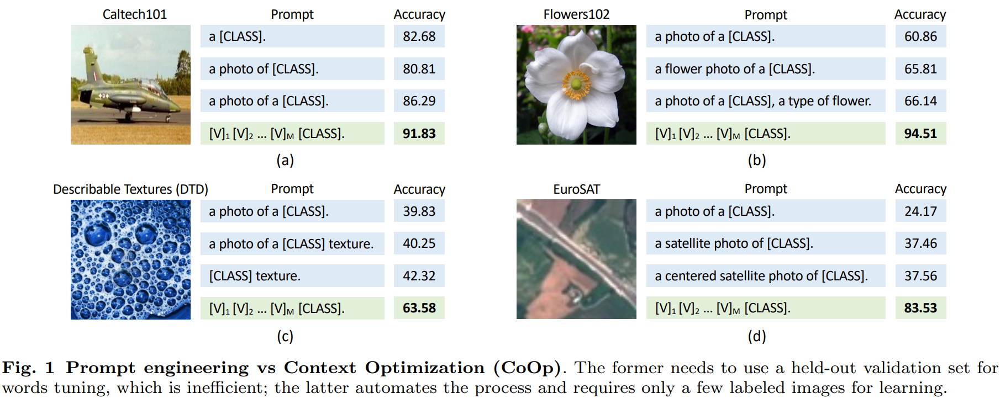 Caltech101 Prompt Accuracy
a [CLASS]. 82.68
a photo of [CLASS]. 80.81
a photo of a [CLASS]. 86.29
[V]₁ [V]₂ ... [V]ₘ [CLASS]. 91.83
(a)
Flowers102 Prompt Accuracy
a photo of a [CLASS]. 60.86
a flower photo of a [CLASS]. 65.81
a photo of a [CLASS], a type of flower. 66.14
[V]₁ [V]₂ ... [V]ₘ [CLASS]. 94.51
(b)
Describable Textures (DTD) Prompt Accuracy
a photo of a [CLASS]. 39.83
a photo of a [CLASS] texture. 40.25
[CLASS] texture. 42.32
[V]₁ [V]₂ ... [V]ₘ [CLASS]. 63.58
(c)
EuroSAT Prompt Accuracy
a photo of a [CLASS]. 24.17
a satellite photo of [CLASS]. 37.46
a centered satellite photo of [CLASS]. 37.56
[V]₁ [V]₂ ... [V]ₘ [CLASS]. 83.53
(d)
Fig. 1 Prompt engineering vs Context Optimization (CoOp). The former needs to use a held-out validation set for
words tuning, which is inefficient; the latter automates the process and requires only a few labeled images for learning.